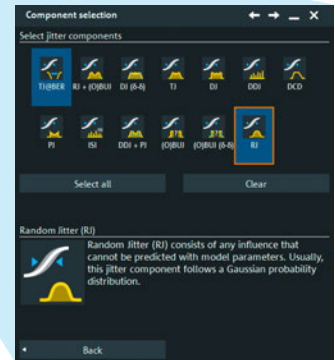 Component selection
Select jitter components
TJ@BER RJ + (O)BUJ DJ (δ-δ) TJ DJ DDJ DCD
PJ ISI DDJ + PJ (O)BUJ (O)BUJ (δ-δ) RJ
Select all Clear
Random Jitter (RJ)
Random Jitter (RJ) consists of any influence that
cannot be predicted with model parameters. Usually,
this jitter component follows a Gaussian probability
distribution.
Back